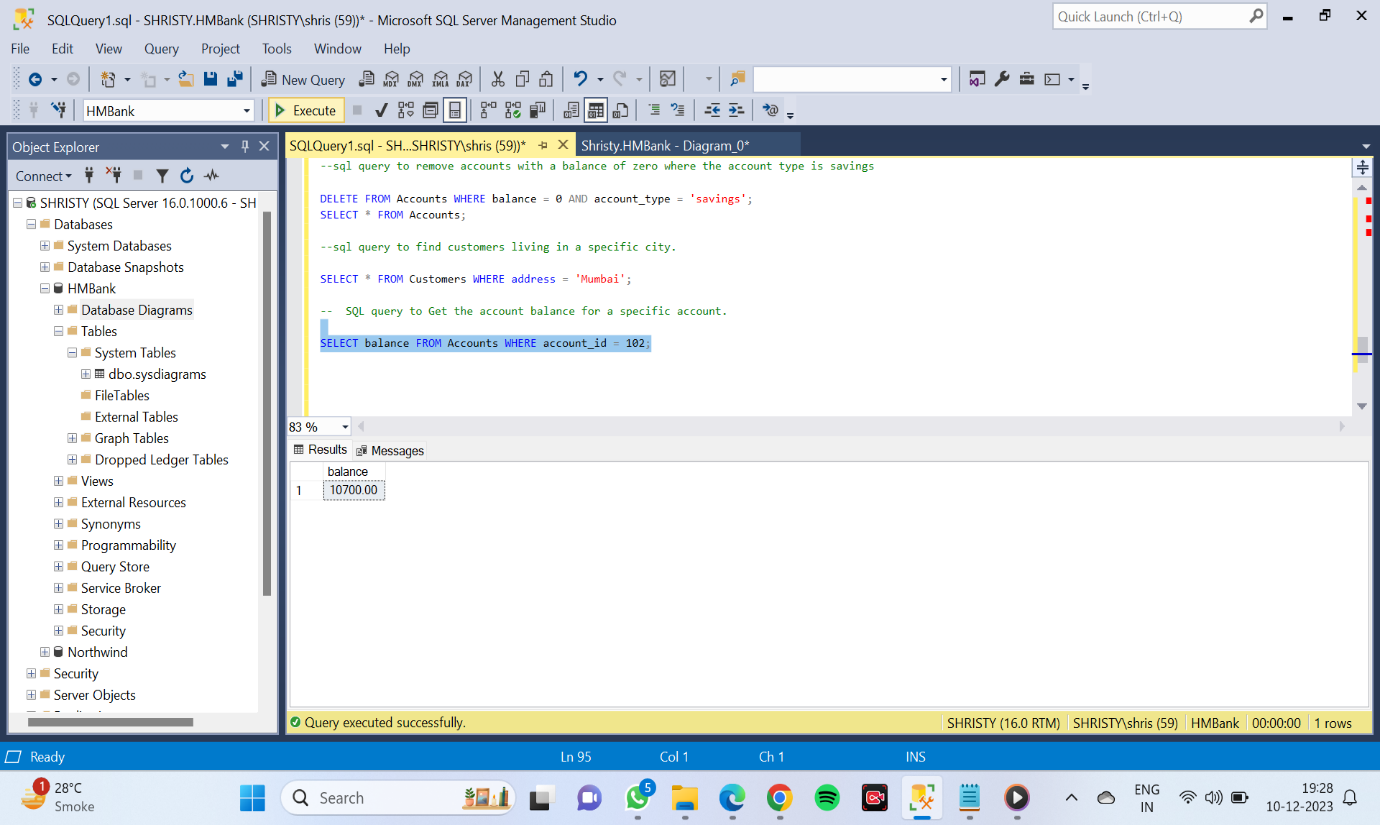 SQLQuery1.sql - SHRISTY.HMBank (SHRISTY\shris (59))* - Microsoft SQL Server Management Studio
Quick Launch (Ctrl+Q)
File Edit View Query Project Tools Window Help
New Query MDX DMX XMLA DAX
HMBank Execute
Object Explorer
Connect
SHRISTY (SQL Server 16.0.1000.6 - SH
Databases
System Databases
Database Snapshots
HMBank
Database Diagrams
Tables
System Tables
dbo.sysdiagrams
FileTables
External Tables
Graph Tables
Dropped Ledger Tables
Views
External Resources
Synonyms
Programmability
Query Store
Service Broker
Storage
Security
Northwind
Security
Server Objects
SQLQuery1.sql - SH...SHRISTY\shris (59))* Shristy.HMBank - Diagram_0*
--sql query to remove accounts with a balance of zero where the account type is savings
DELETE FROM Accounts WHERE balance = 0 AND account_type = 'savings';
SELECT * FROM Accounts;
--sql query to find customers living in a specific city.
SELECT * FROM Customers WHERE address = 'Mumbai';
-- SQL query to Get the account balance for a specific account.
SELECT balance FROM Accounts WHERE account_id = 102;
83 %
Results Messages
balance
1 10700.00
Query executed successfully. SHRISTY (16.0 RTM) SHRISTY\shris (59) HMBank 00:00:00 1 rows
Ready Ln 95 Col 1 Ch 1 INS
1 28°C
Smoke
Search
5
ENG
IN
19:28
10-12-2023